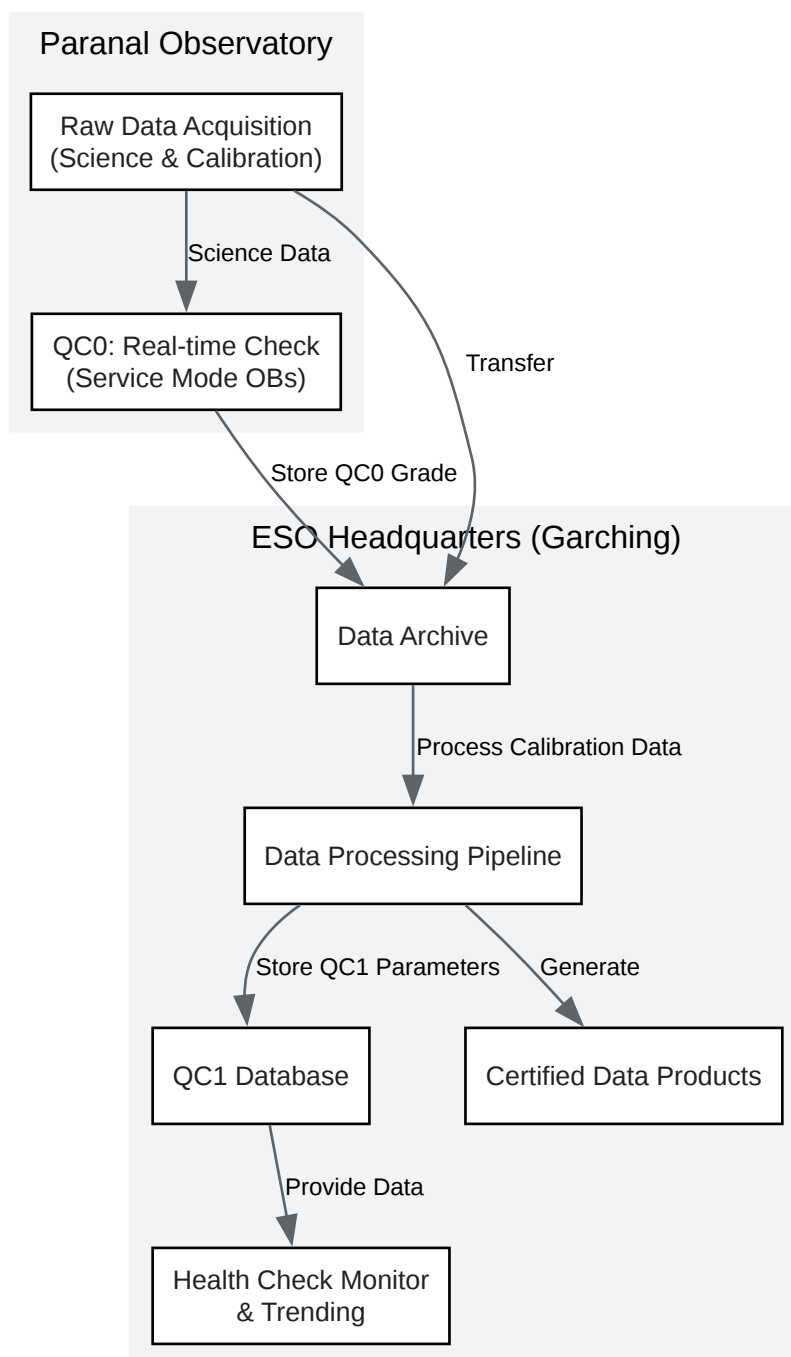 Paranal Observatory
Raw Data Acquisition
(Science & Calibration)
Science Data
QC0: Real-time Check
(Service Mode OBs)
Transfer
Store QC0 Grade
ESO Headquarters (Garching)
Data Archive
Process Calibration Data
Data Processing Pipeline
Store QC1 Parameters
Generate
QC1 Database
Certified Data Products
Provide Data
Health Check Monitor
& Trending